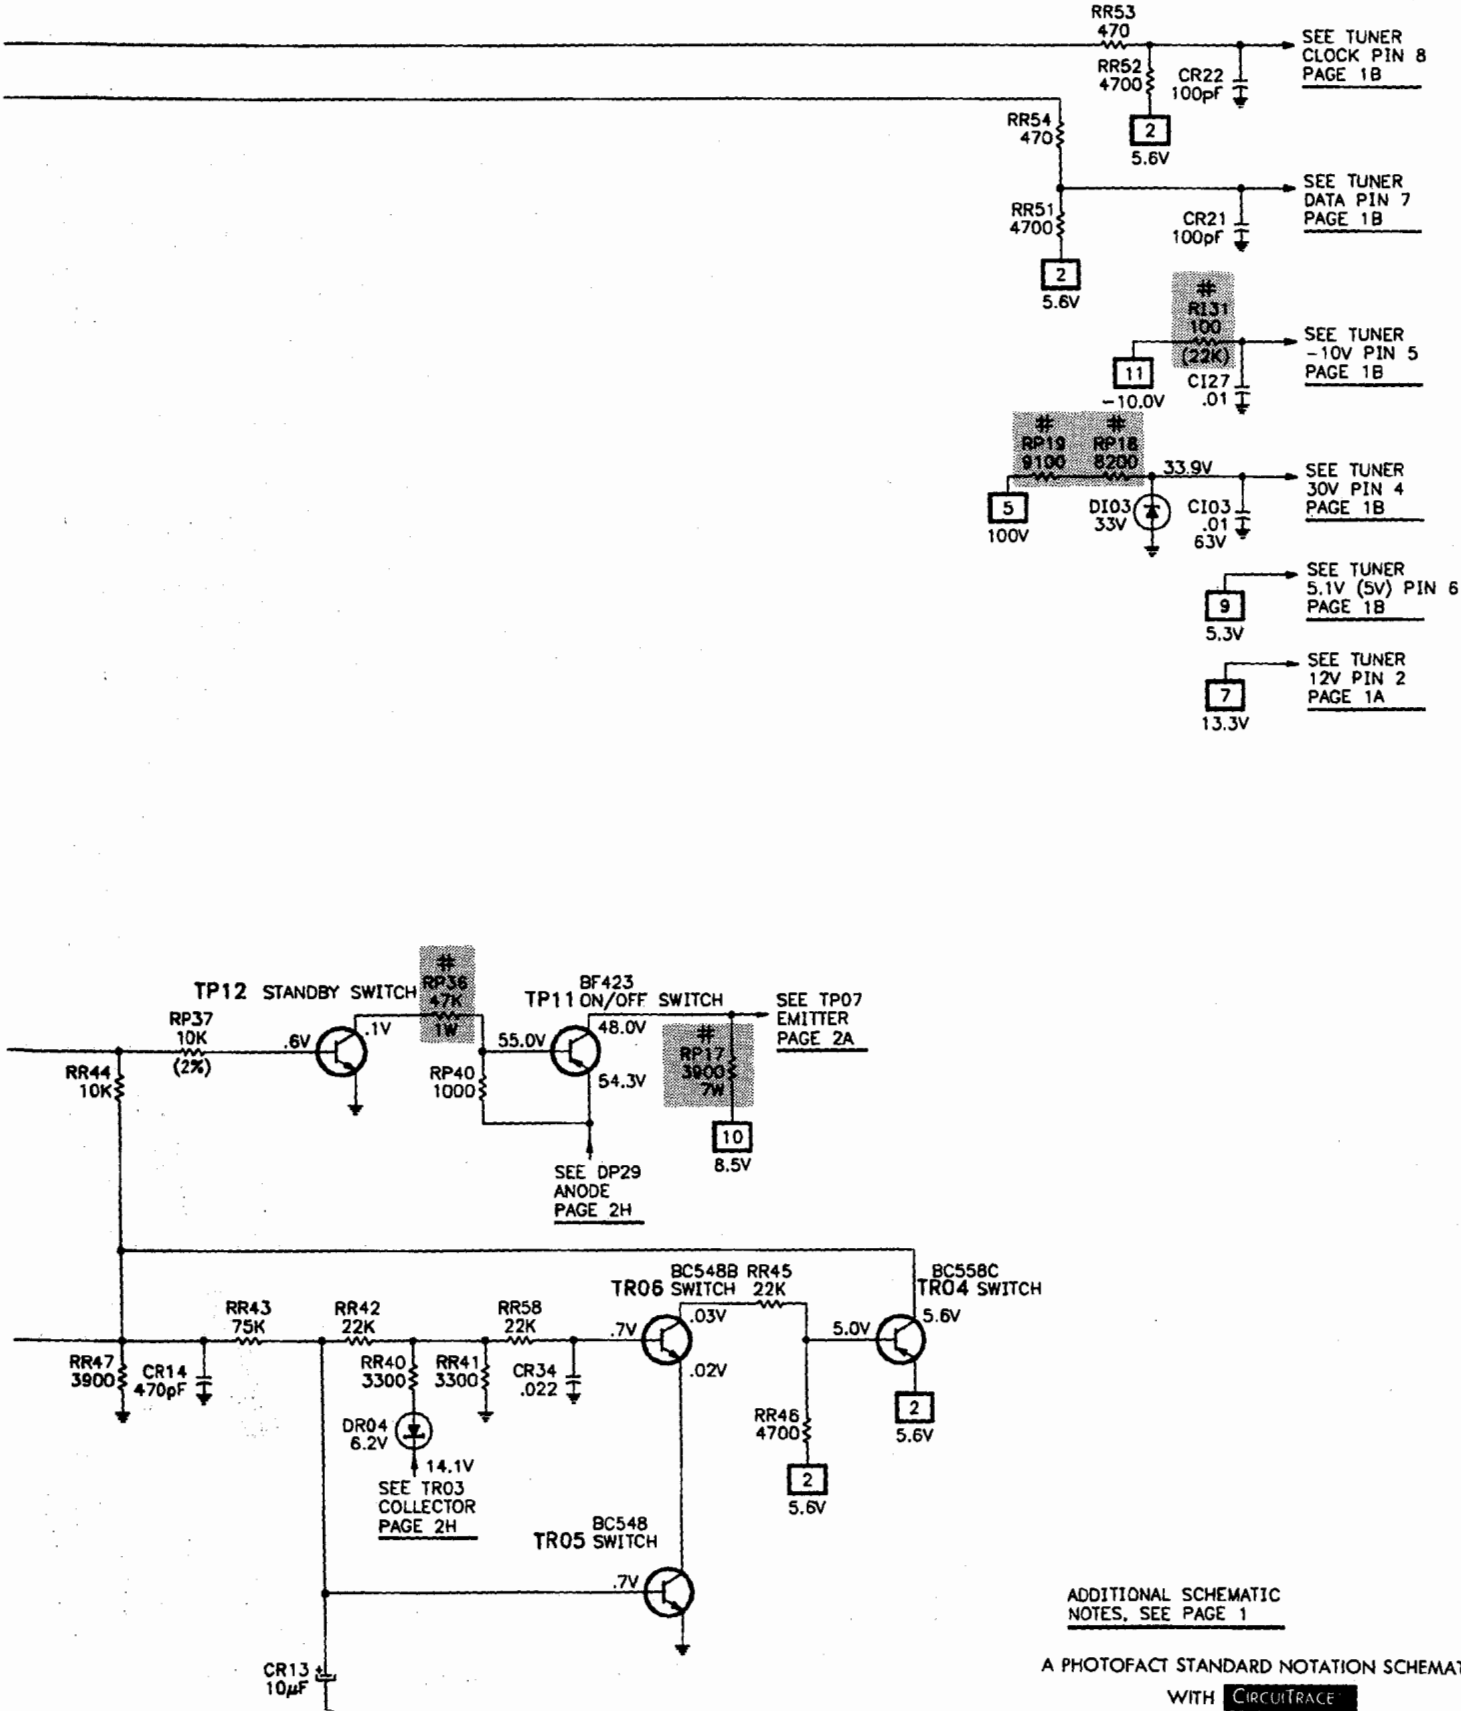 RR53
470
SEE TUNER
CLOCK PIN 8
PAGE 1B
RR52
4700
CR22
100pF
2
5.6V
RR54
470
SEE TUNER
DATA PIN 7
PAGE 1B
RR51
4700
CR21
100pF
2
5.6V
#
RI31
100
(22K)
SEE TUNER
-10V PIN 5
PAGE 1B
11
-10.0V
CI27
.01
#
RP19
9100
#
RP18
8200
33.9V
SEE TUNER
30V PIN 4
PAGE 1B
5
100V
DI03
33V
CI03
.01
63V
SEE TUNER
5.1V (5V) PIN 6
PAGE 1B
9
5.3V
SEE TUNER
12V PIN 2
PAGE 1A
7
13.3V
TP12 STANDBY SWITCH
#
RP36
47K
1W
BF423
TP11 ON/OFF SWITCH
SEE TP07
EMITTER
PAGE 2A
RP37
10K
(2%)
.6V
.1V
55.0V
48.0V
54.3V
#
RP17
3900
7W
RR44
10K
RP40
1000
10
8.5V
SEE DP29
ANODE
PAGE 2H
BC548B
TR06 SWITCH
RR45
22K
BC558C
TR04 SWITCH
RR43
75K
RR42
22K
RR58
22K
.7V
.03V
.02V
5.0V
5.6V
RR47
3900
CR14
470pF
RR40
3300
RR41
3300
CR34
.022
2
5.6V
DR04
6.2V
14.1V
RR46
4700
2
5.6V
SEE TR03
COLLECTOR
PAGE 2H
BC548
TR05 SWITCH
.7V
CR13
+
10µF
ADDITIONAL SCHEMATIC
NOTES, SEE PAGE 1
A PHOTOFACT STANDARD NOTATION SCHEMAT
WITH CIRCUITRACE